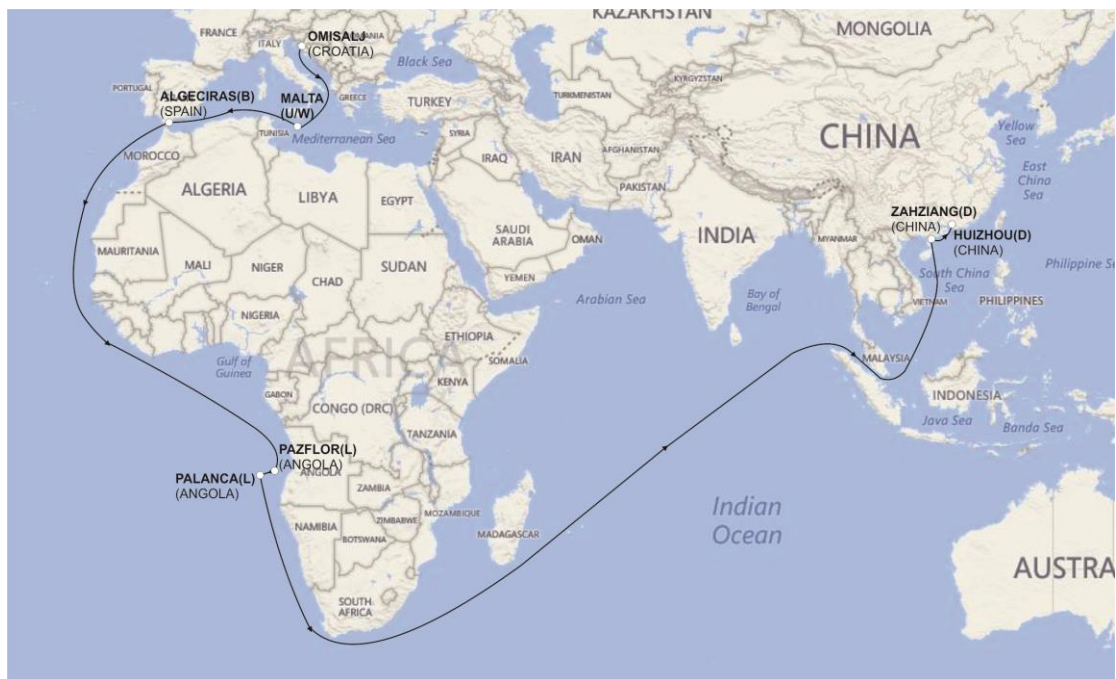 KAZAKHSTAN
FRANCE
OMISALJ
ITALY
(CROATIA)
MONGOLIA
Black Sea
KYRGYZSTAN
PORTUGAL
ALGECIRAS(B)
(SPAIN)
MALTA
(U/W)
GREECE
TURKEY
TURKMENISTAN
CHINA
Yellow
Sea
TUNISIA
Mediterranean Sea
SYRIA
MOROCCO
IRAQ
IRAN
AFGHANISTAN
East
China
Sea
ALGERIA
LIBYA
EGYPT
PAKISTAN
SAUDI
ARABIA
OMAN
INDIA
MYANMAR
ZAHZIANG(D)
(CHINA)
HUIZHOU(D)
(CHINA)
MAURITANIA
MALI
NIGER
CHAD
SUDAN
YEMEN
Arabian Sea
Bay of
Bengal
South China
Sea
Philippine Se
VIETNAM
PHILIPPINES
NIGERIA
ETHIOPIA
AFRICA
SOMALIA
Gulf of
Guinea
MALAYSIA
GABON
KENYA
CONGO (DRC)
INDONESIA
TANZANIA
Java Sea
Banda Sea
PAZFLOR(L)
(ANGOLA)
ANGOLA
PALANCA(L)
(ANGOLA)
ZAMBIA
ZIMBABWE
MOZAMBIQUE
NAMIBIA
BOTSWANA
MADAGASCAR
Indian
Ocean
AUSTRA
SOUTH
AFRICA